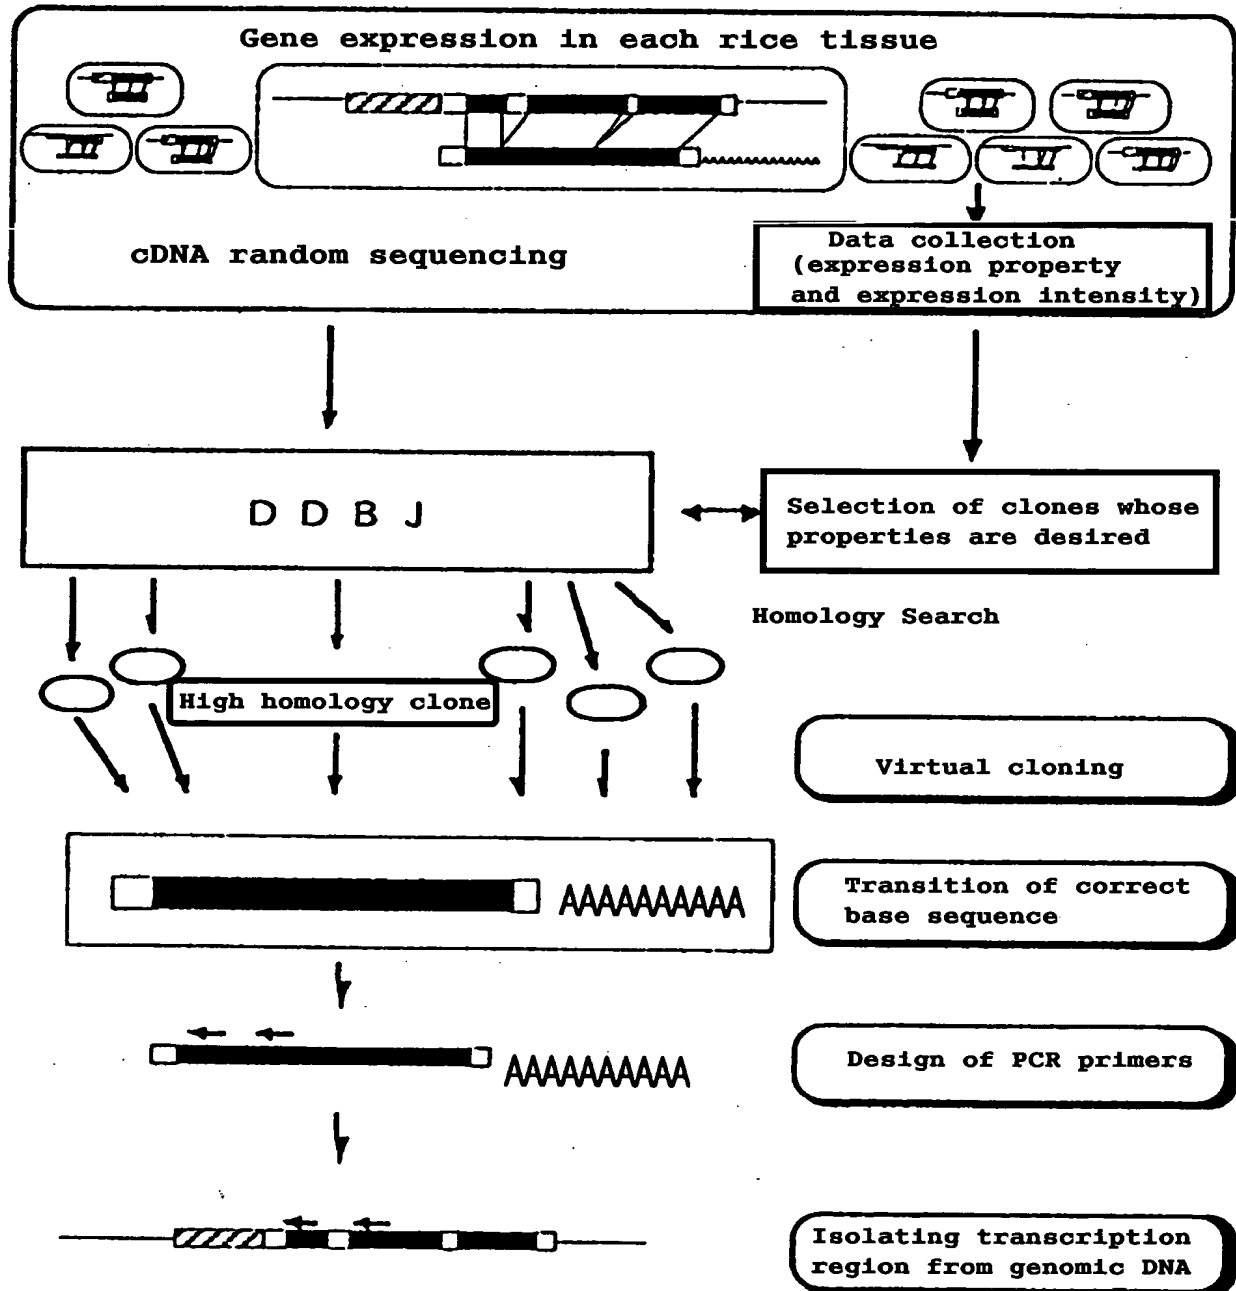 Gene expression in each rice tissue
cDNA random sequencing
Data collection
(expression property
and expression intensity)
D D B J
Selection of clones whose
properties are desired
Homology Search
High homology clone
Virtual cloning
AAAAAAAAAA
Transition of correct
base sequence
AAAAAAAAAA
Design of PCR primers
Isolating transcription
region from genomic DNA